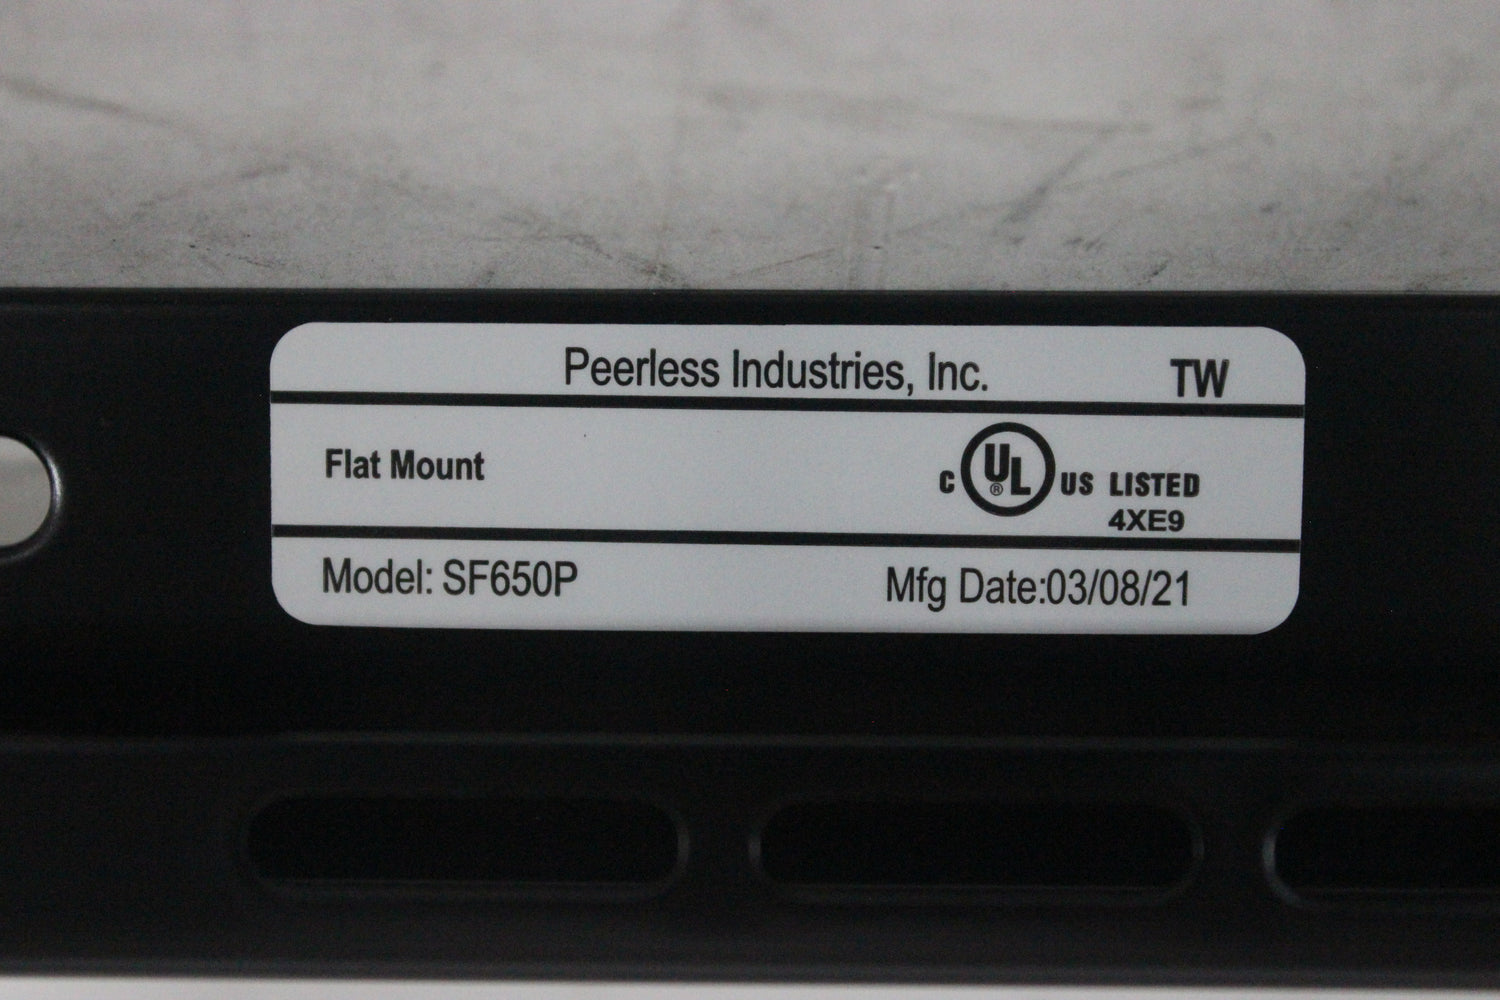 Peerless Industries, Inc. TW
Flat Mount
C UL® US LISTED
4XE9
Model: SF650P Mfg Date:03/08/21